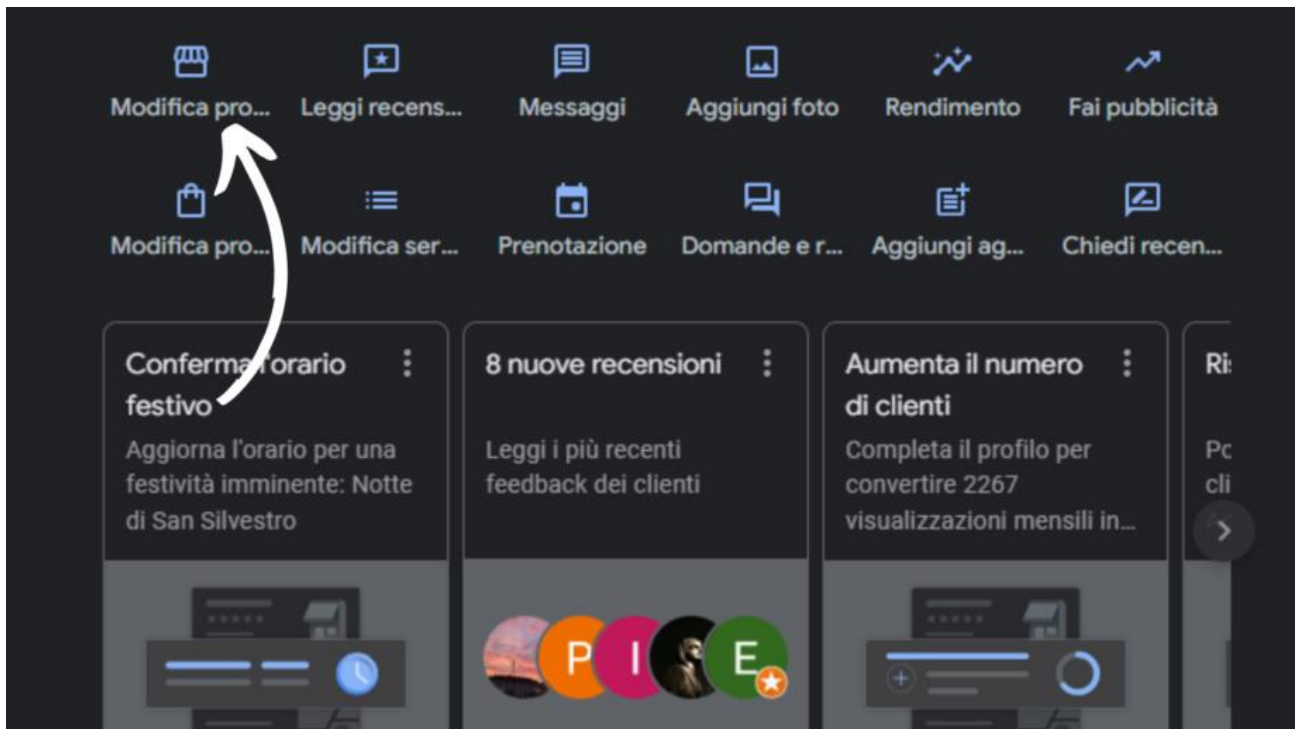 Modifica pro... Leggi recens... Messaggi Aggiungi foto Rendimento Fai pubblicità
Modifica pro... Modifica ser... Prenotazione Domande e r... Aggiungi ag... Chiedi recen...
Conferma l'orario
festivo
Aggiorna l'orario per una
festività imminente: Notte
di San Silvestro
8 nuove recensioni
Leggi i più recenti
feedback dei clienti
P I E
Aumenta il numero
di clienti
Completa il profilo per
convertire 2267
visualizzazioni mensili in...